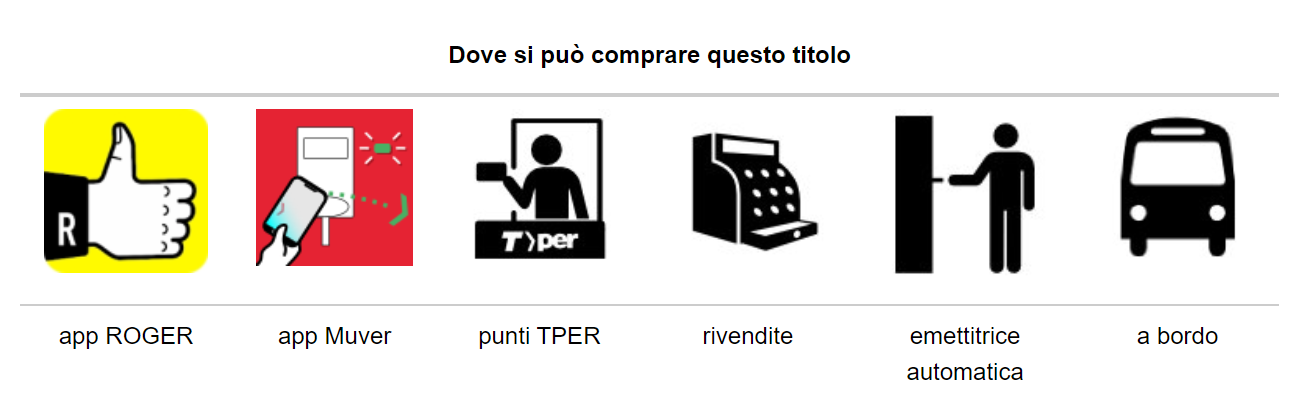 Dove si può comprare questo titolo
R
T>per
app ROGER
app Muver
punti TPER
rivendite
emettitrice
automatica
a bordo